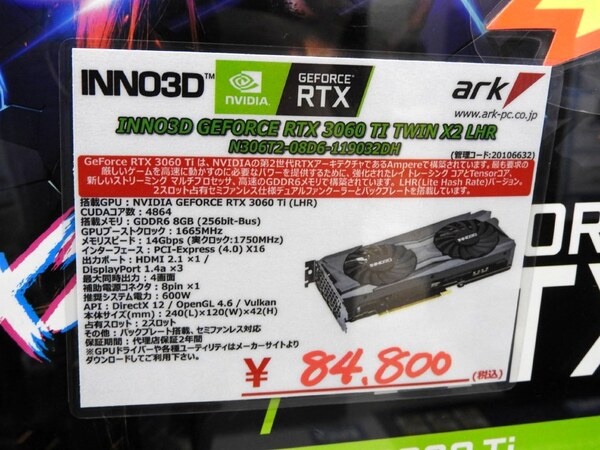 INNO3D™
NVIDIA
GEFORCE
RTX
ark
www.ark-pc.co.jp
INNO3D GEFORCE RTX 3060 TI TWIN X2 LHR
N306T2-08D6-119032DH
(管理コード:20106632)
GeForce RTX 3060 Ti は、NVIDIAの第2世代RTXアーキテクチャであるAmpereで構築されています。最も要求の
厳しいゲームを高速に動かすのに必要なパワーを提供するために、強化されたレイ トレーシング コアとTensorコア、
新しいストリーミング マルチプロセッサ、高速のGDDR6メモリで構築されています。LHR(Lite Hash Rate)バージョン。
2スロット占有セミファンレス仕様デュアルファンクーラーとバックプレートを搭載しています。
搭載GPU : NVIDIA GEFORCE RTX 3060 Ti (LHR)
CUDAコア数 : 4864
搭載メモリ : GDDR6 8GB (256bit-Bus)
GPUブーストクロック : 1665MHz
メモリスピード : 14Gbps (実クロック:1750MHz)
インターフェース : PCI-Express (4.0) X16
出力ポート : HDMI 2.1 ×1 /
DisplayPort 1.4a ×3
最大同時出力 : 4画面
補助電源コネクタ : 8pin ×1
推奨システム電力 : 600W
API : DirectX 12 / OpenGL 4.6 / Vulkan
本体サイズ(mm) : 240(L)×120(W)×42(H)
占有スロット : 2スロット
その他 : バックプレート搭載、セミファンレス対応
保証期間 : 代理店保証2年間
※GPUドライバーや各種ユーティリティはメーカーサイトより
ダウンロードしてご利用下さい。
INNO3D
¥ 84,800
(税込)